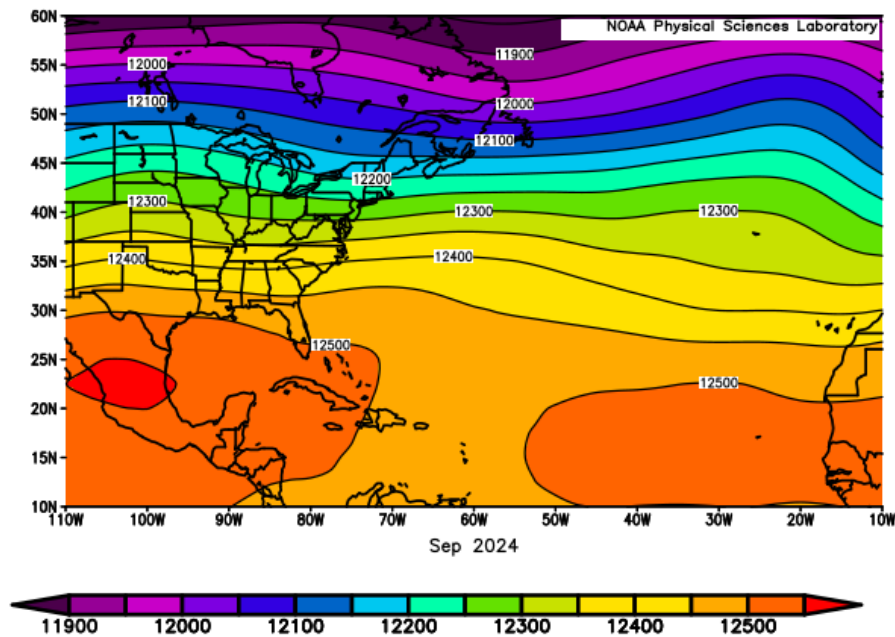 60N
NOAA Physical Sciences Laboratory
11900
55N
12000
12000
50N
12100
12100
45N
12200
40N
12300
12300
12300
35N
12400
12400
30N
12500
25N
12500
20N
15N
10N
110W 100W 90W 80W 70W 60W 50W 40W 30W 20W 10W
Sep 2024
11900 12000 12100 12200 12300 12400 12500